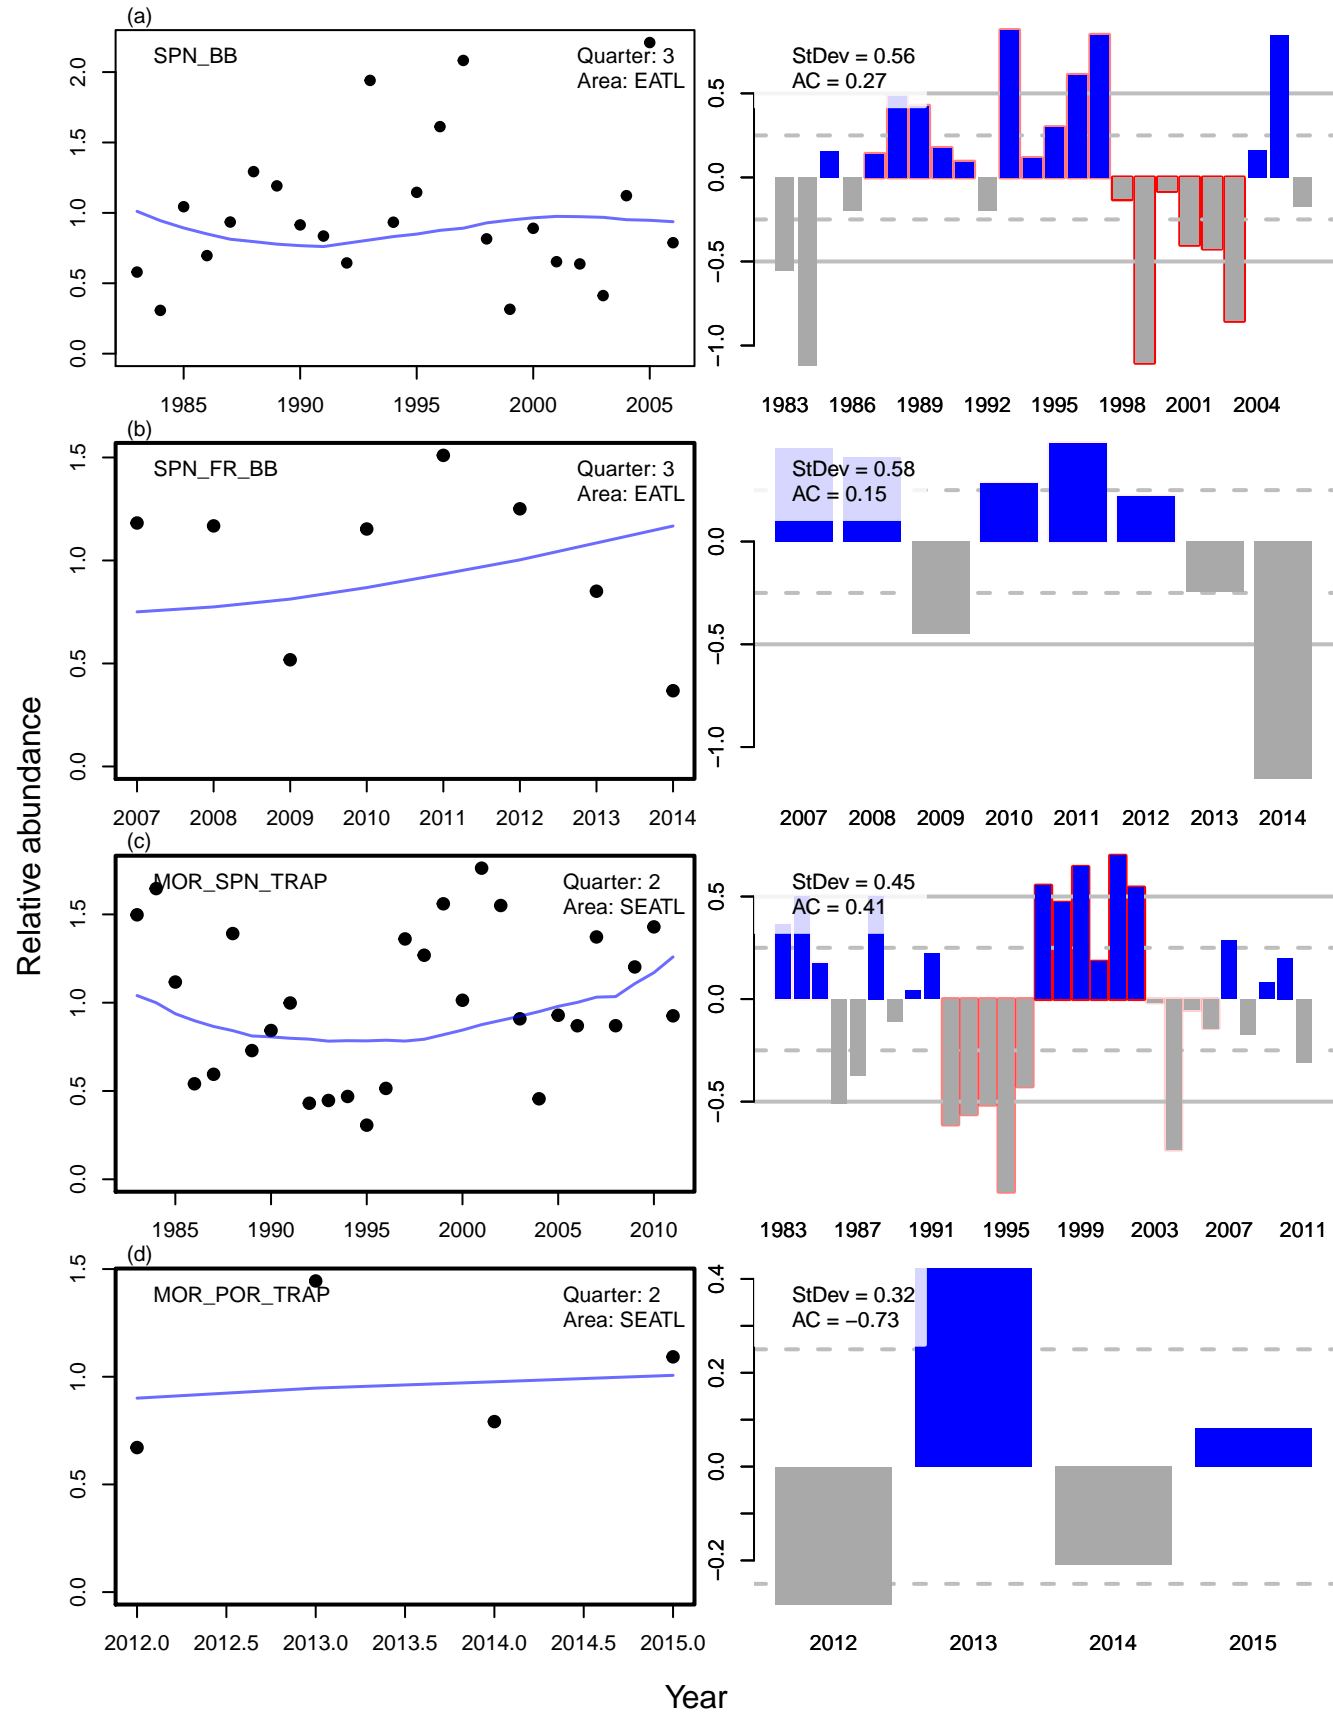 (a)
SPN_BB
Quarter: 3
Area: EATL
0.0 0.5 1.0 1.5 2.0
1985 1990 1995 2000 2005
StDev = 0.56
AC = 0.27
−1.0 −0.5 0.0 0.5
1983 1986 1989 1992 1995 1998 2001 2004
(b)
SPN_FR_BB
Quarter: 3
Area: EATL
0.0 0.5 1.0 1.5
2007 2008 2009 2010 2011 2012 2013 2014
StDev = 0.58
AC = 0.15
−1.0 −0.5 0.0
2007 2008 2009 2010 2011 2012 2013 2014
(c)
MOR_SPN_TRAP
Quarter: 2
Area: SEATL
0.0 0.5 1.0 1.5
1985 1990 1995 2000 2005 2010
StDev = 0.45
AC = 0.41
−0.5 0.0 0.5
1983 1987 1991 1995 1999 2003 2007 2011
(d)
MOR_POR_TRAP
Quarter: 2
Area: SEATL
0.0 0.5 1.0 1.5
2012.0 2012.5 2013.0 2013.5 2014.0 2014.5 2015.0
StDev = 0.32
AC = −0.73
−0.2 0.0 0.2 0.4
2012 2013 2014 2015
Relative abundance
Year